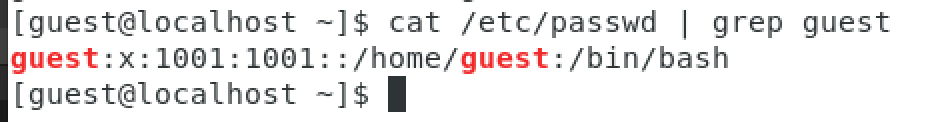 [guest@localhost ~]$ cat /etc/passwd | grep guest
guest:x:1001:1001::/home/guest:/bin/bash
[guest@localhost ~]$